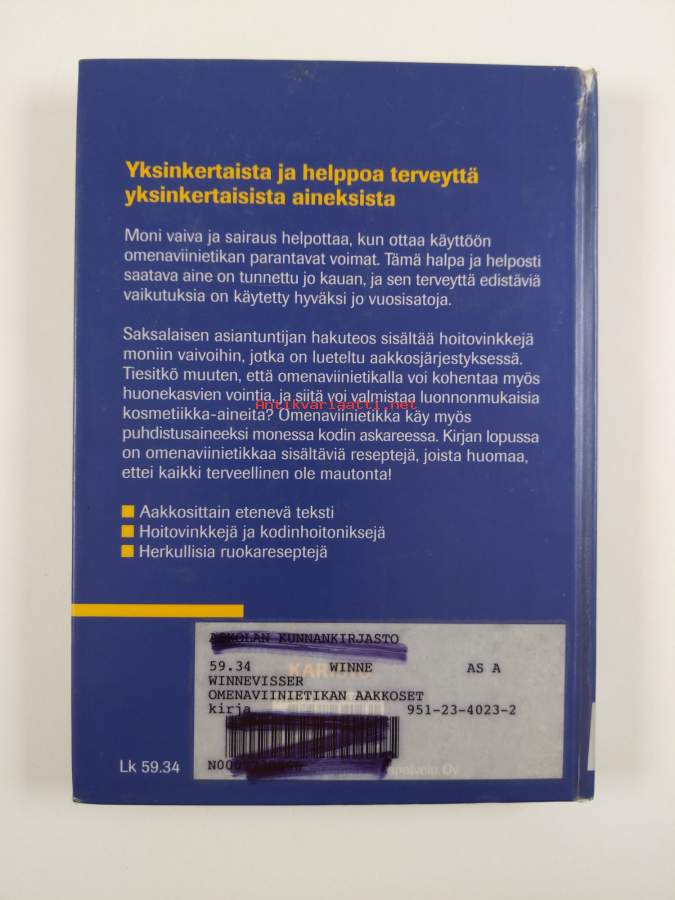 Yksinkertaista ja helppoa terveyttä
yksinkertaisista aineksista
Moni vaiva ja sairaus helpottaa, kun ottaa käyttöön
omenaviinietikan parantavat voimat. Tämä halpa ja helposti
saatava aine on tunnettu jo kauan, ja sen terveyttä edistäviä
vaikutuksia on käytetty hyväksi jo vuosisatoja.
Saksalaisen asiantuntijan hakuteos sisältää hoitovinkkejä
moniin vaivoihin, jotka on lueteltu aakkosjärjestyksessä.
Tiesitkö muuten, että omenaviinietikalla voi kohentaa myös
huonekasvien vointia, ja siitä voi valmistaa luonnonmukaisia
Antikvariaatti.net
kosmetiikka-aineita? Omenaviinietikka käy myös
puhdistusaineeksi monessa kodin askareessa. Kirjan lopussa
on omenaviinietikkaa sisältäviä reseptejä, joista huomaa,
ettei kaikki terveellinen ole mautonta!
Aakkosittain etenevä teksti
Hoitovinkkejä ja kodinhoitoniksejä
Herkullisia ruokareseptejä
ASKOLAN KUNNANKIRJASTO
59.34 WINNE AS A
WINNEVISSER
OMENAVIINIETIKAN AAKKOSET
kirja 951-23-4023-2
Lk 59.34